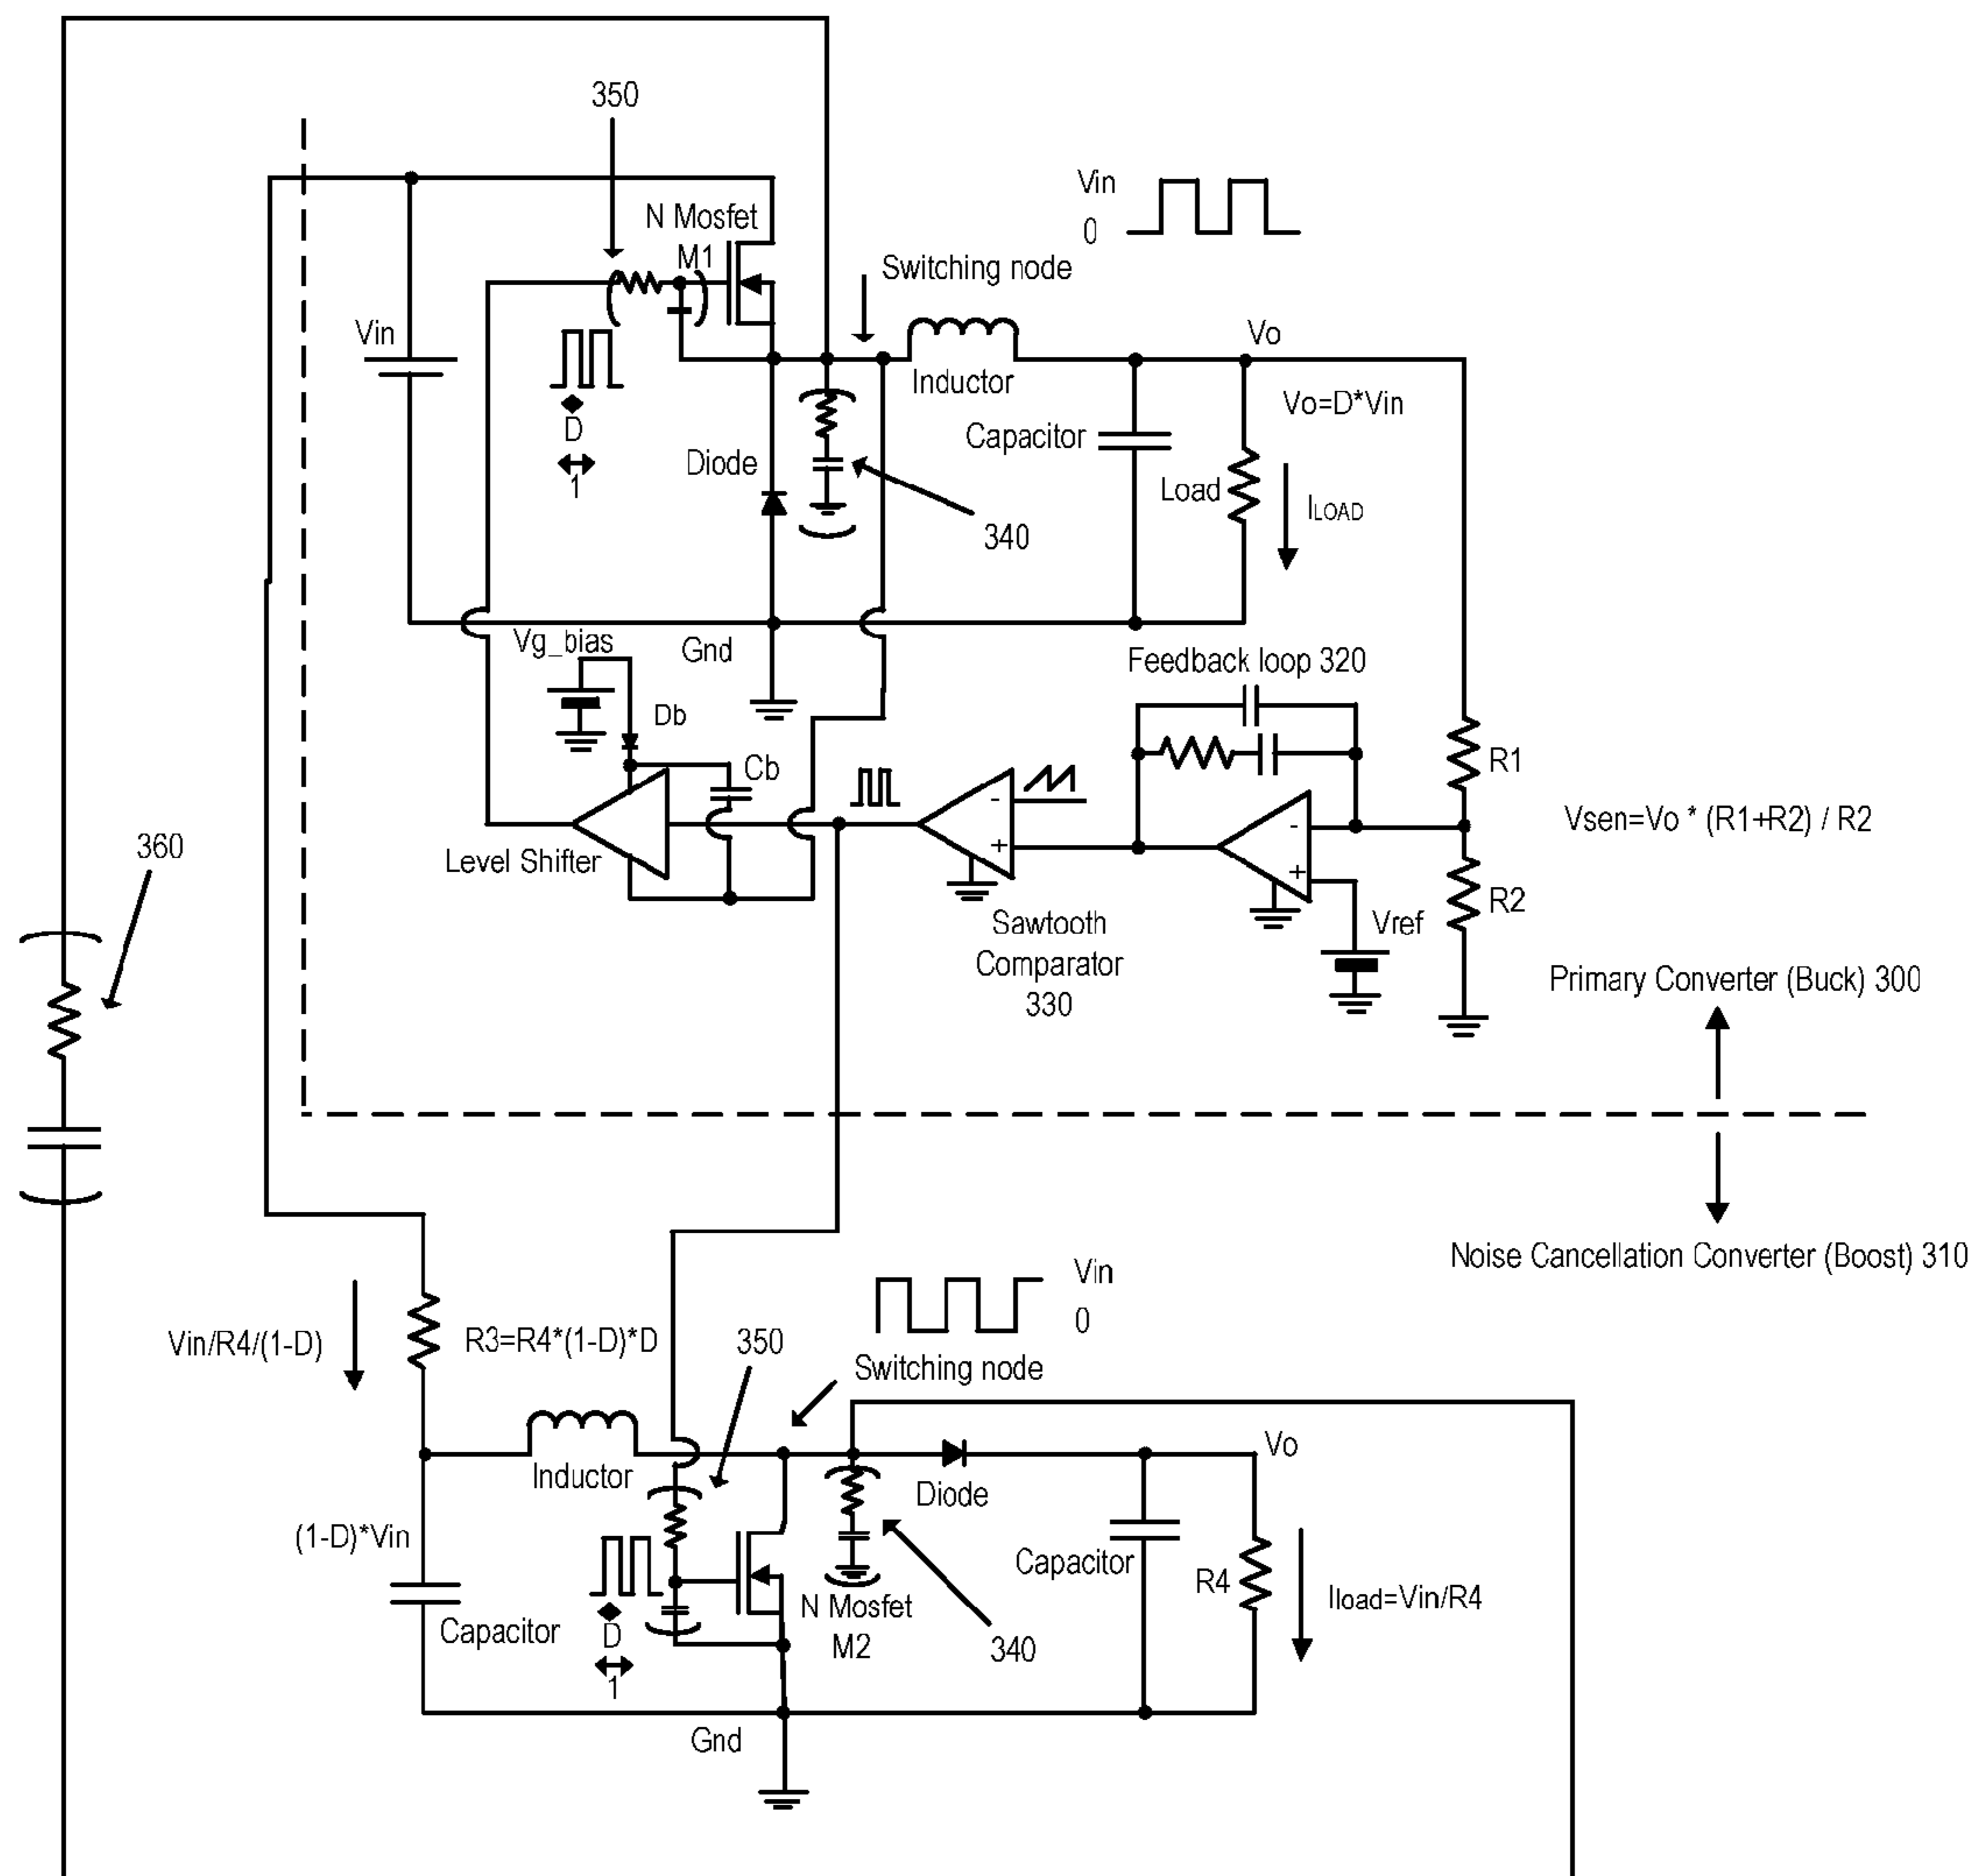 350
Vin
0
N Mosfet
M1
Switching node
Vin
Vo
Inductor
Vo=D*Vin
D
1
Capacitor
Diode
Load
ILOAD
340
Vg_bias
Gnd
Feedback loop 320
Db
Cb
R1
-
+
-
+
Vsen=Vo * (R1+R2) / R2
360
Level Shifter
R2
Vref
Sawtooth
Comparator
330
Primary Converter (Buck) 300
Noise Cancellation Converter (Boost) 310
Vin
0
Vin/R4/(1-D)
R3=R4*(1-D)*D
350
Switching node
Vo
Inductor
Diode
(1-D)*Vin
Capacitor
R4
Iload=Vin/R4
N Mosfet
M2
Capacitor
D
1
340
Gnd